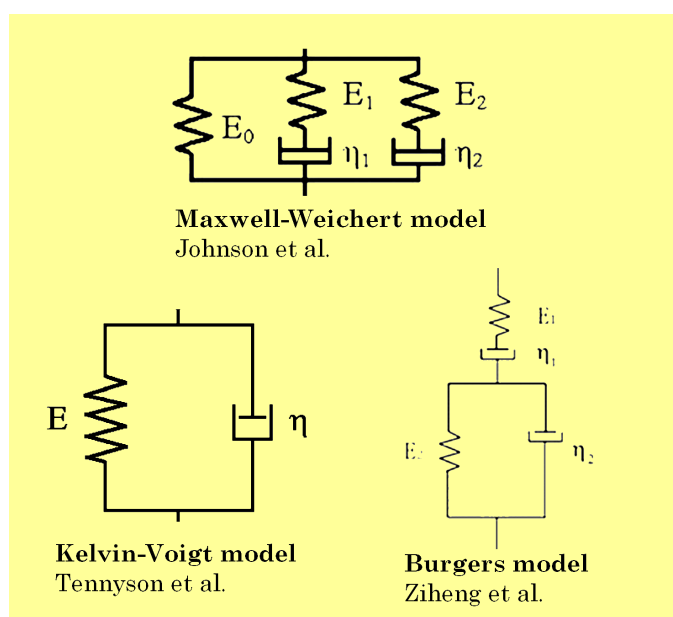 E₀
E₁
η₁
E₂
η₂
Maxwell-Weichert model
Johnson et al.
E
η
Kelvin-Voigt model
Tennyson et al.
E₁
η₁
E₂
η₂
Burgers model
Ziheng et al.